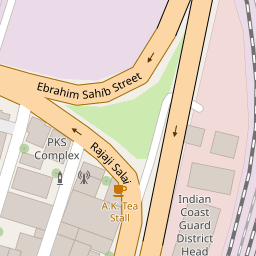 Ebrahim Sahib Street
Rajaji Salai
PKS
Complex
A.K. Tea
Stall
Indian
Coast
Guard
District
Head